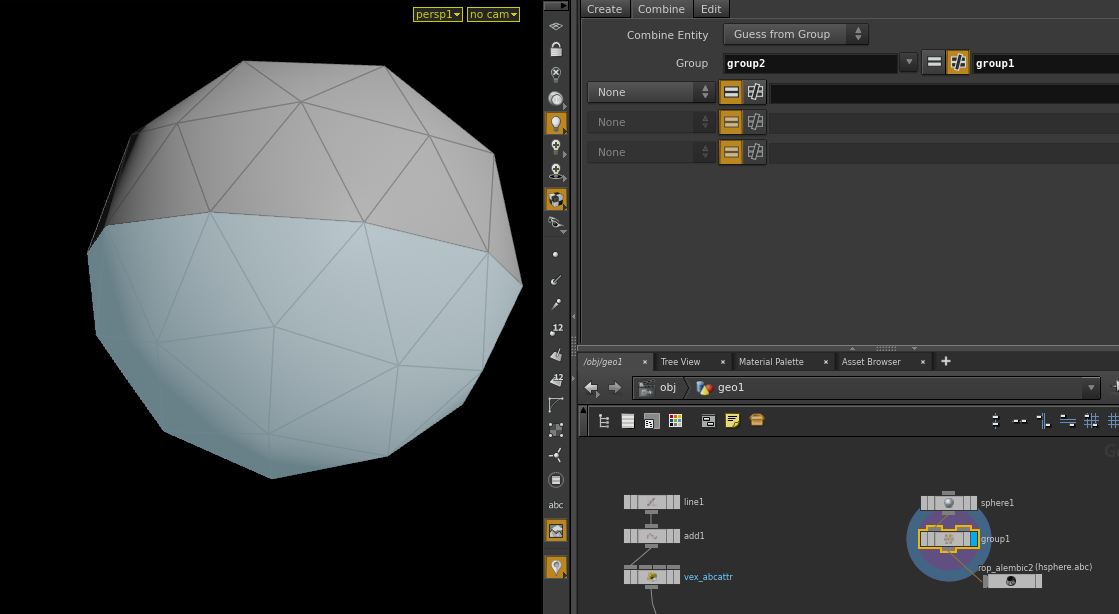 persp1 no cam
Create Combine Edit
Combine Entity Guess from Group
Group group2 group1
None
None
None
12
12
abc
/obj/geo1 × Tree View × Material Palette × Asset Browser × +
obj geo1
line1
sphere1
add1
group1
rop_alembic2 (hsphere.abc)
vex_abcattr